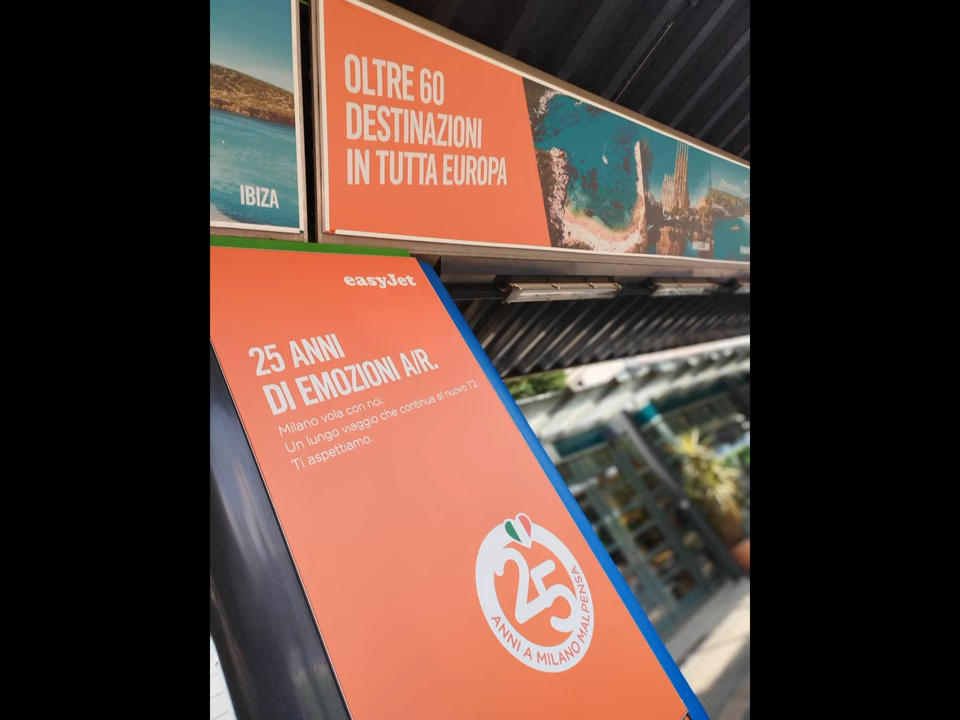 OLTRE 60
DESTINAZIONI
IN TUTTA EUROPA
IBIZA
easyJet
25 ANNI
DI EMOZIONI A/R.
Milano vola con noi.
Un lungo viaggio che continua al nuovo T2.
Ti aspettiamo.
25
ANNI A MILANO MALPENSA